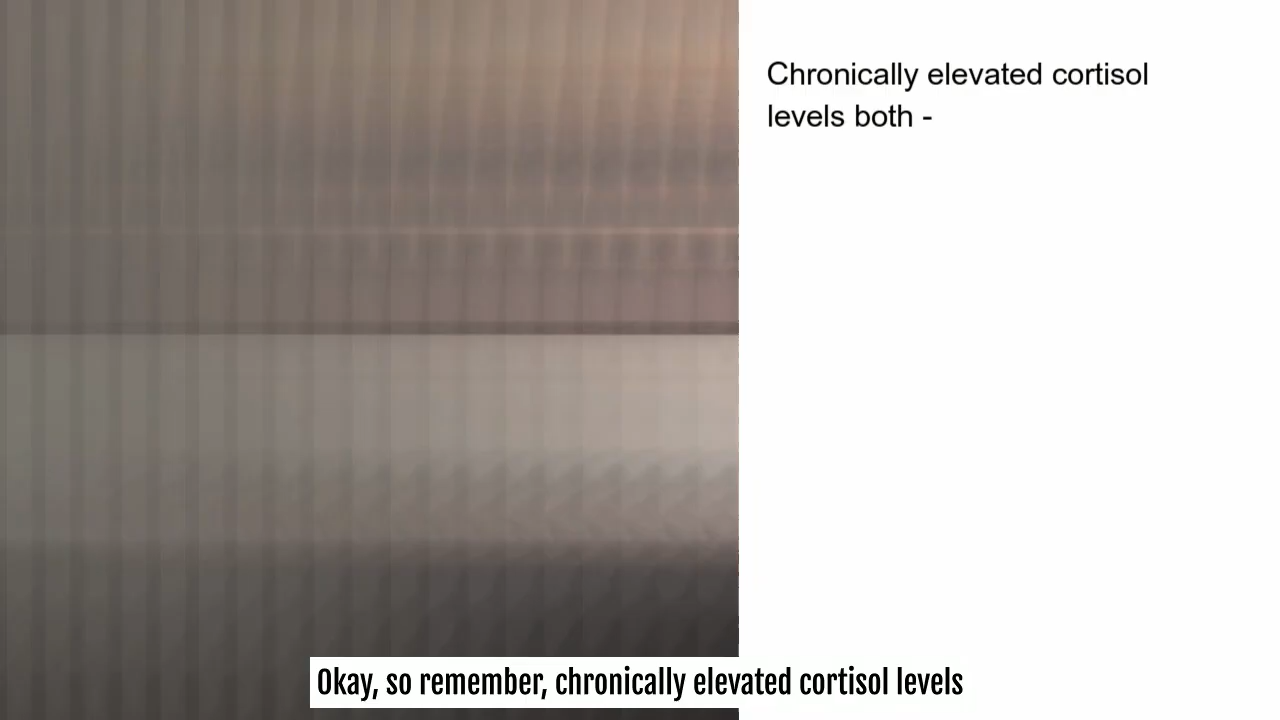 Chronically elevated cortisol
levels both -
Okay, so remember, chronically elevated cortisol levels